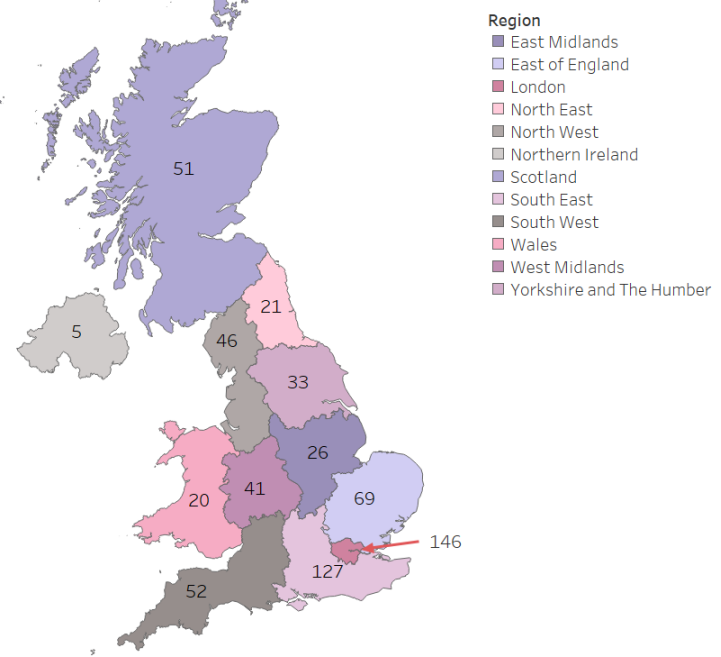 Region
East Midlands
East of England
London
North East
North West
Northern Ireland
Scotland
South East
South West
Wales
West Midlands
Yorkshire and The Humber
51
21
5
46
33
26
41
20
69
146
127
52